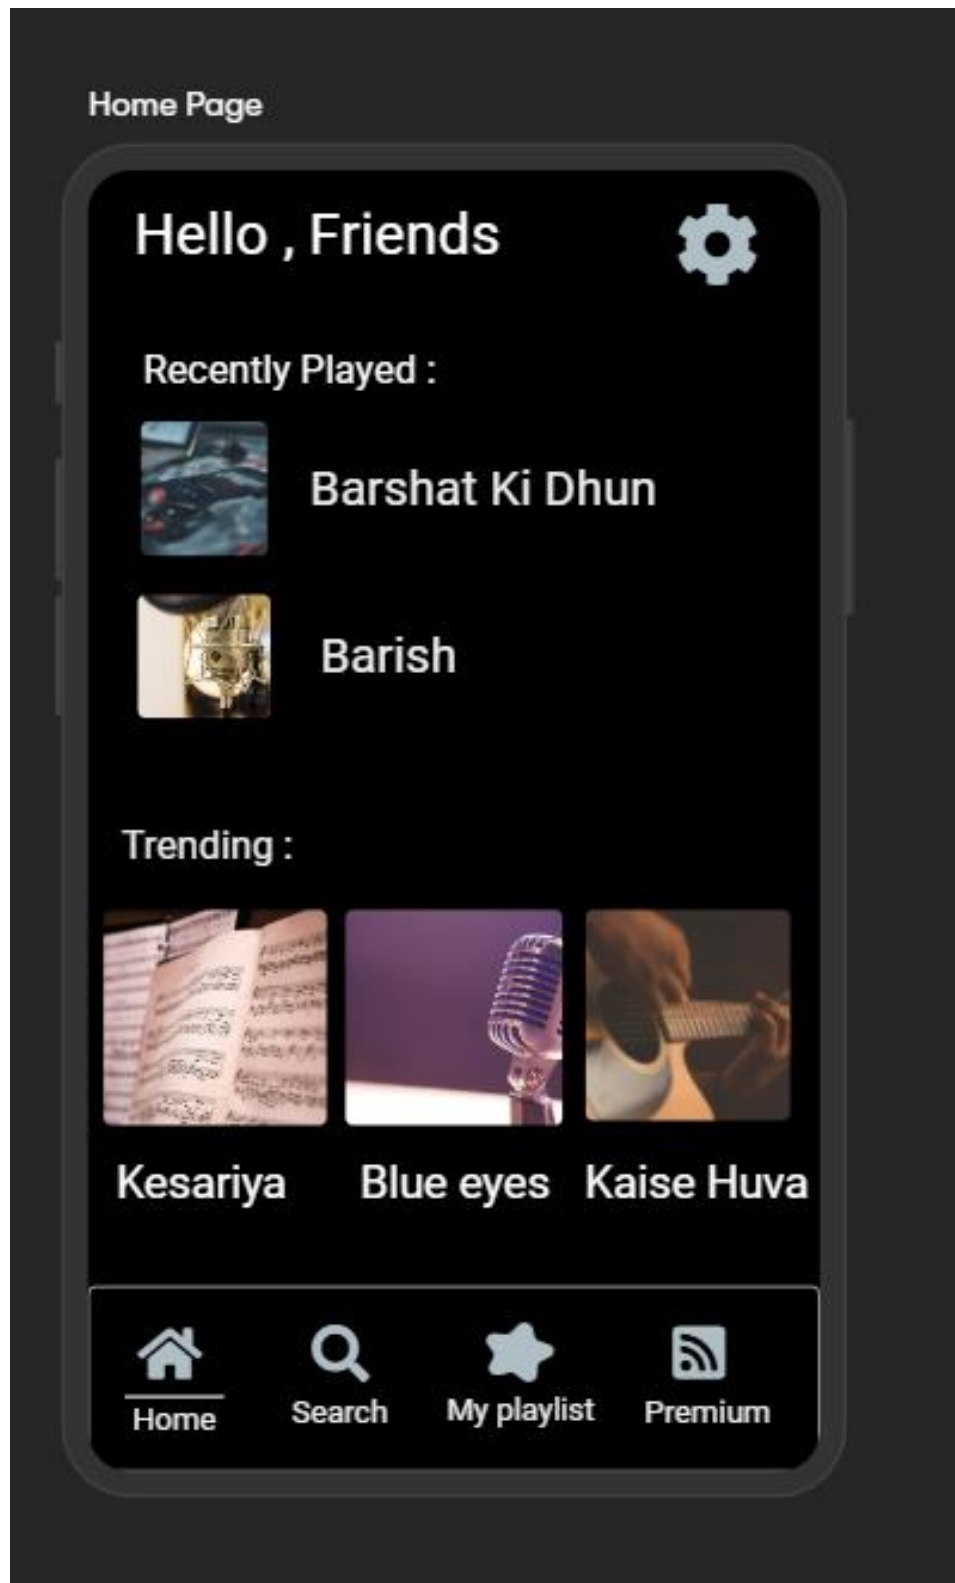 Home Page
Hello , Friends
Recently Played :
Barshat Ki Dhun
Barish
Trending :
Kesariya Blue eyes Kaise Huva
Home Search My playlist Premium